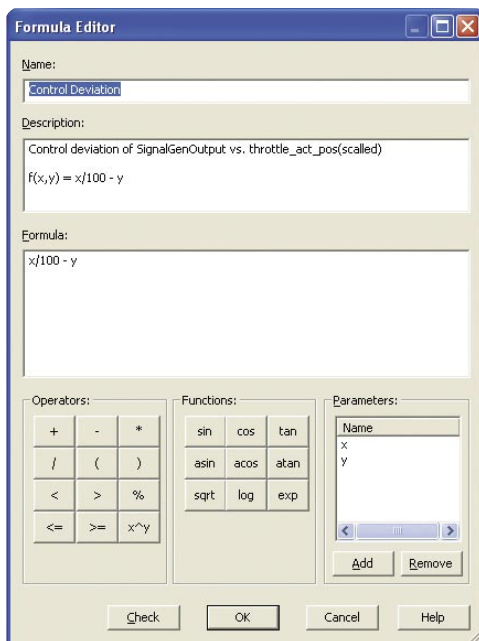 Formula Editor
Name:
Control Deviation
Description:
Control deviation of SignalGenOutput vs. throttle_act_pos(scalled)
f(x,y) = x/100 - y
Formula:
x/100 - y
Operators:
+ - *
/ ( )
< > %
<= >= x^y
Functions:
sin cos tan
asin acos atan
sqrt log exp
Parameters:
Name
x
y
Add Remove
Check OK Cancel Help